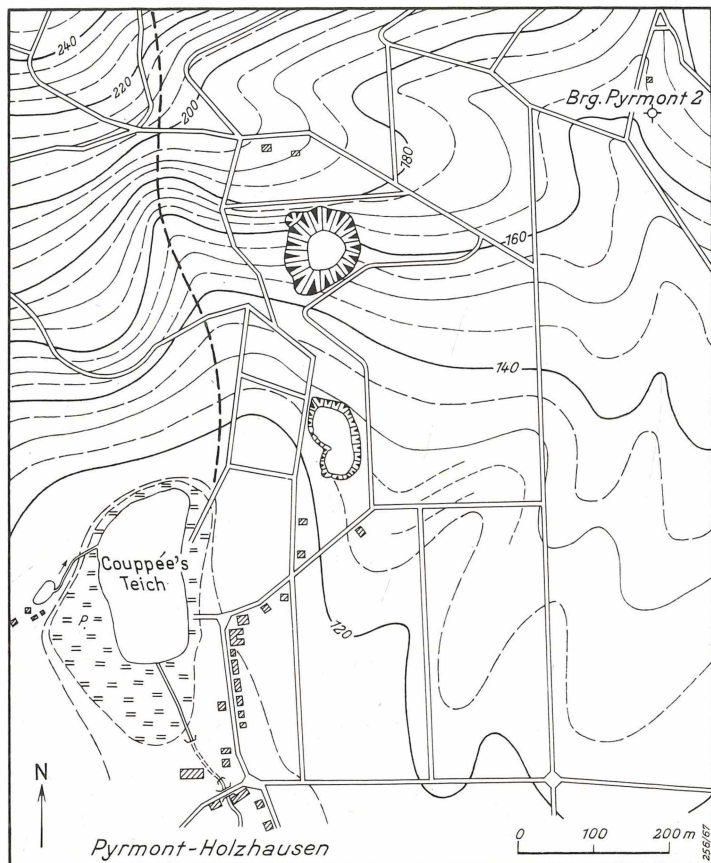 240
220
200
Brg. Pyrmont 2
180
160
140
Couppée's
Teich
P
120
N
Pyrmont-Holzhausen
0 100 200 m
256/67